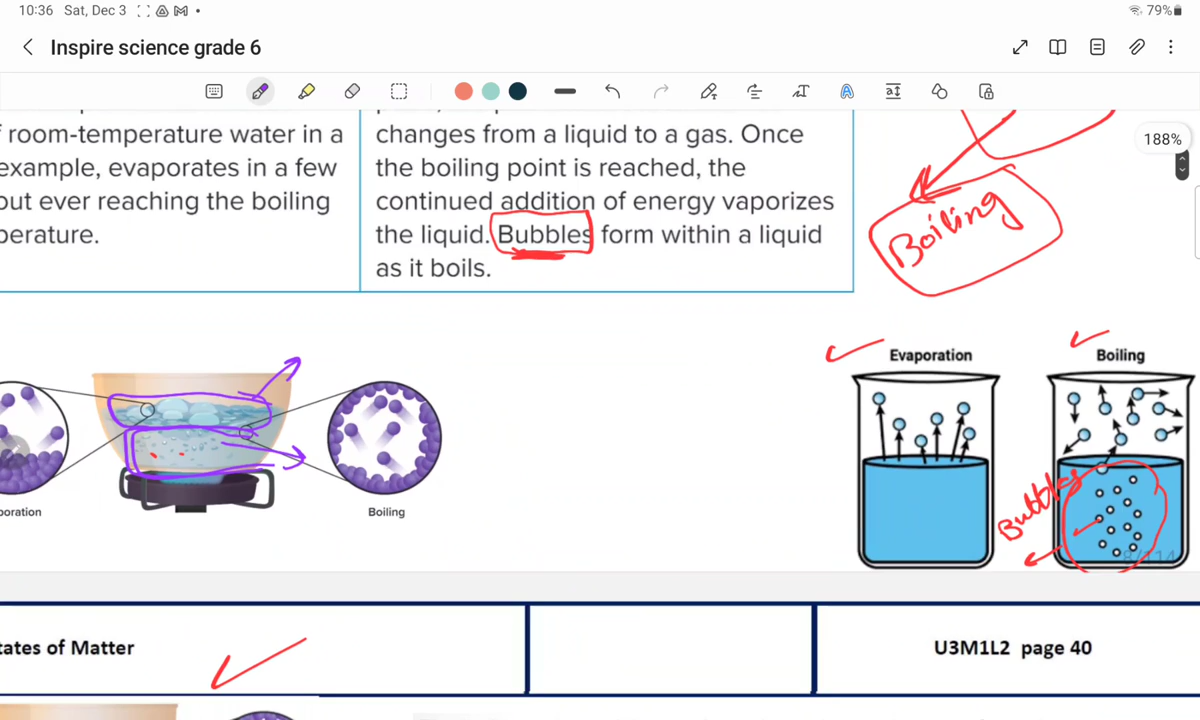 10:36 Sat, Dec 3
79%
Inspire science grade 6
188%
room-temperature water in a
example, evaporates in a few
out ever reaching the boiling
perature.
changes from a liquid to a gas. Once
the boiling point is reached, the
continued addition of energy vaporizes
the liquid. Bubbles form within a liquid
as it boils.
Boiling
poration
Boiling
Evaporation
Boiling
Bubbles
8/114
tates of Matter
U3M1L2 page 40